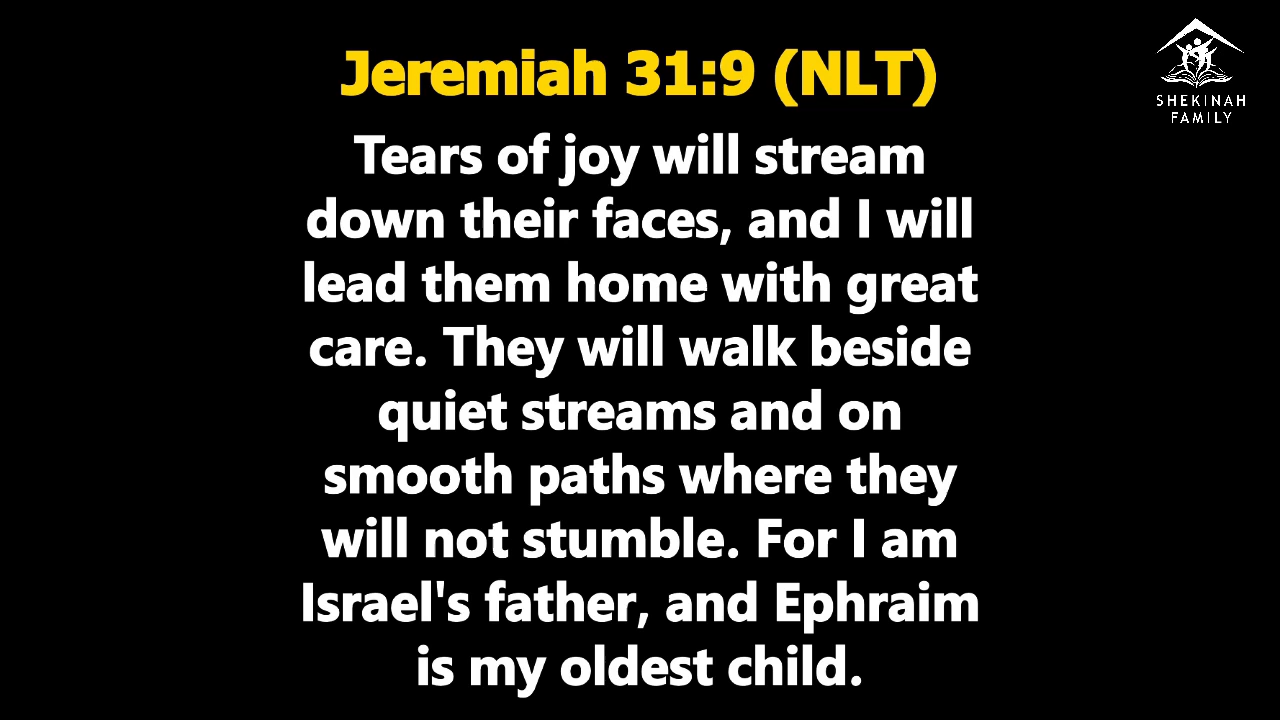 Jeremiah 31:9 (NLT)
SHEKINAH
FAMILY
Tears of joy will stream
down their faces, and I will
lead them home with great
care. They will walk beside
quiet streams and on
smooth paths where they
will not stumble. For I am
Israel's father, and Ephraim
is my oldest child.